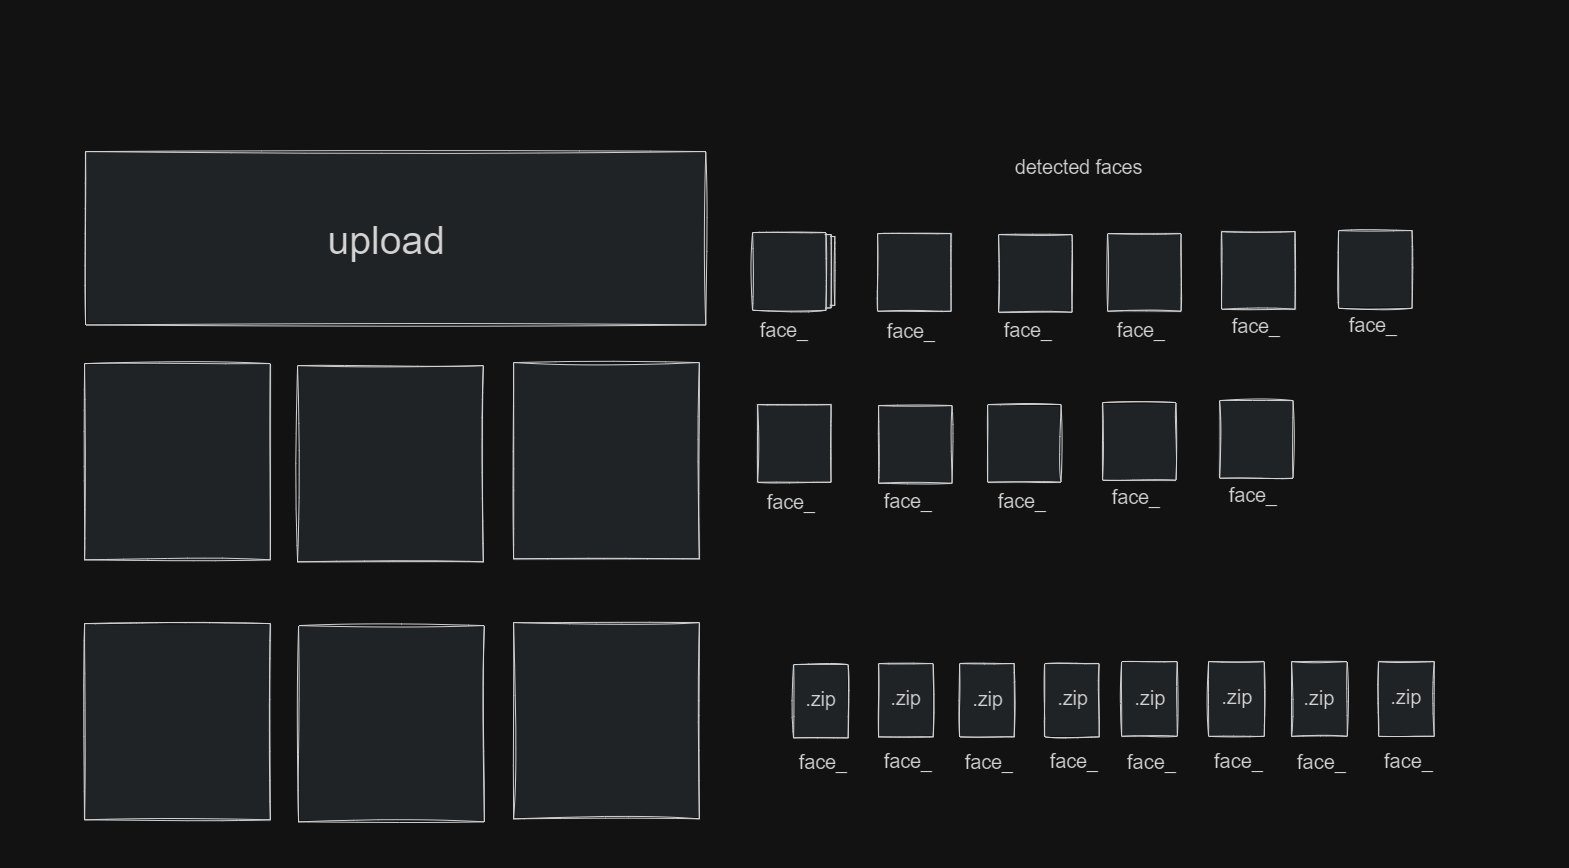 upload
detected faces
face_ face_ face_ face_ face_ face_
face_ face_ face_ face_ face_
.zip .zip .zip .zip .zip .zip .zip .zip
face_ face_ face_ face_ face_ face_ face_ face_